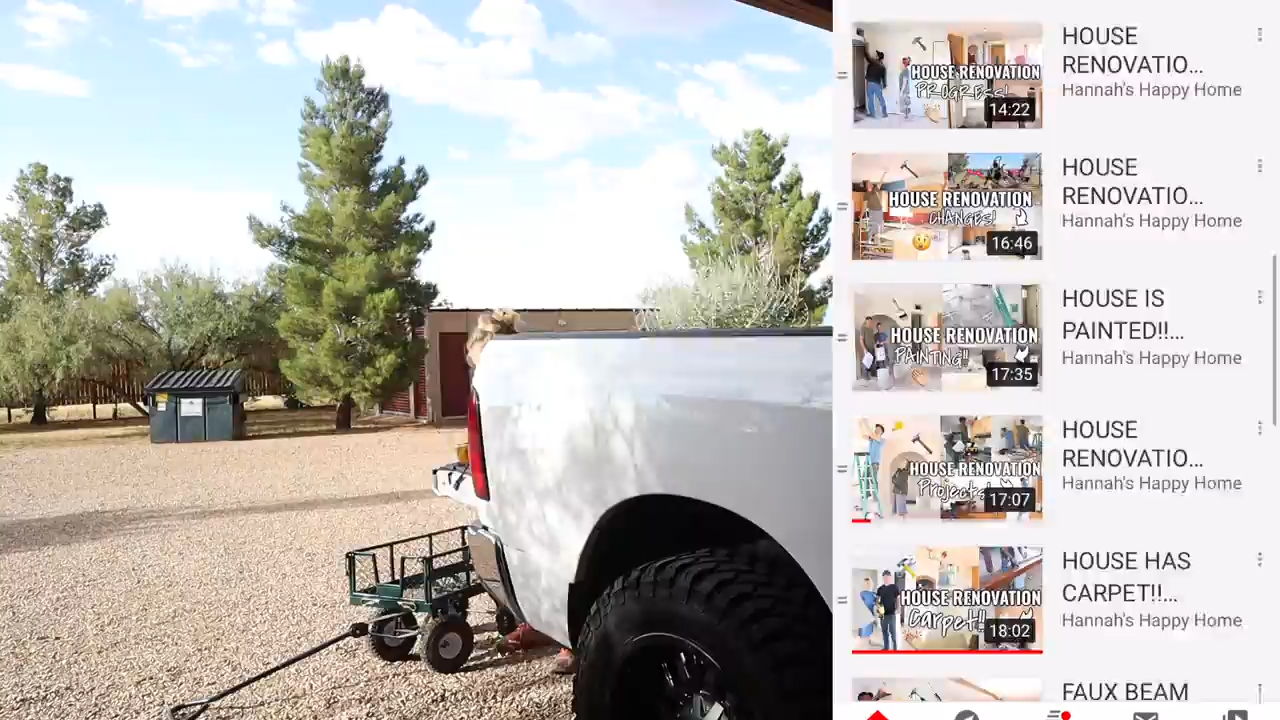 HOUSE
RENOVATIO...
Hannah's Happy Home
HOUSE RENOVATION
PROGRESS!
14:22
HOUSE
RENOVATIO...
Hannah's Happy Home
HOUSE RENOVATION
CHANGES!
16:46
HOUSE IS
PAINTED!!...
Hannah's Happy Home
HOUSE RENOVATION
PAINTING!!
17:35
HOUSE
RENOVATIO...
Hannah's Happy Home
HOUSE RENOVATION
Projects!
17:07
HOUSE HAS
CARPET!!...
Hannah's Happy Home
HOUSE RENOVATION
Carpet!!
18:02
FAUX BEAM